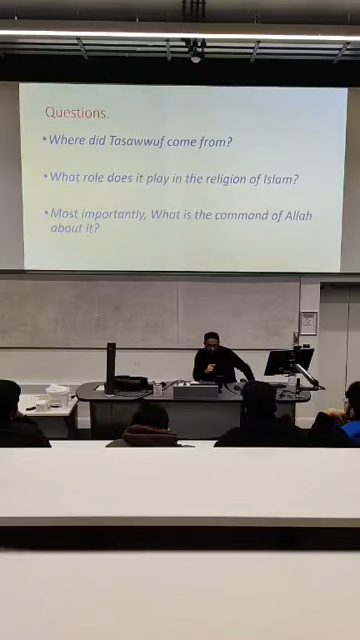 Questions.
•Where did Tasawwuf come from?
•What role does it play in the religion of Islam?
•Most importantly, What is the command of Allah
about it?